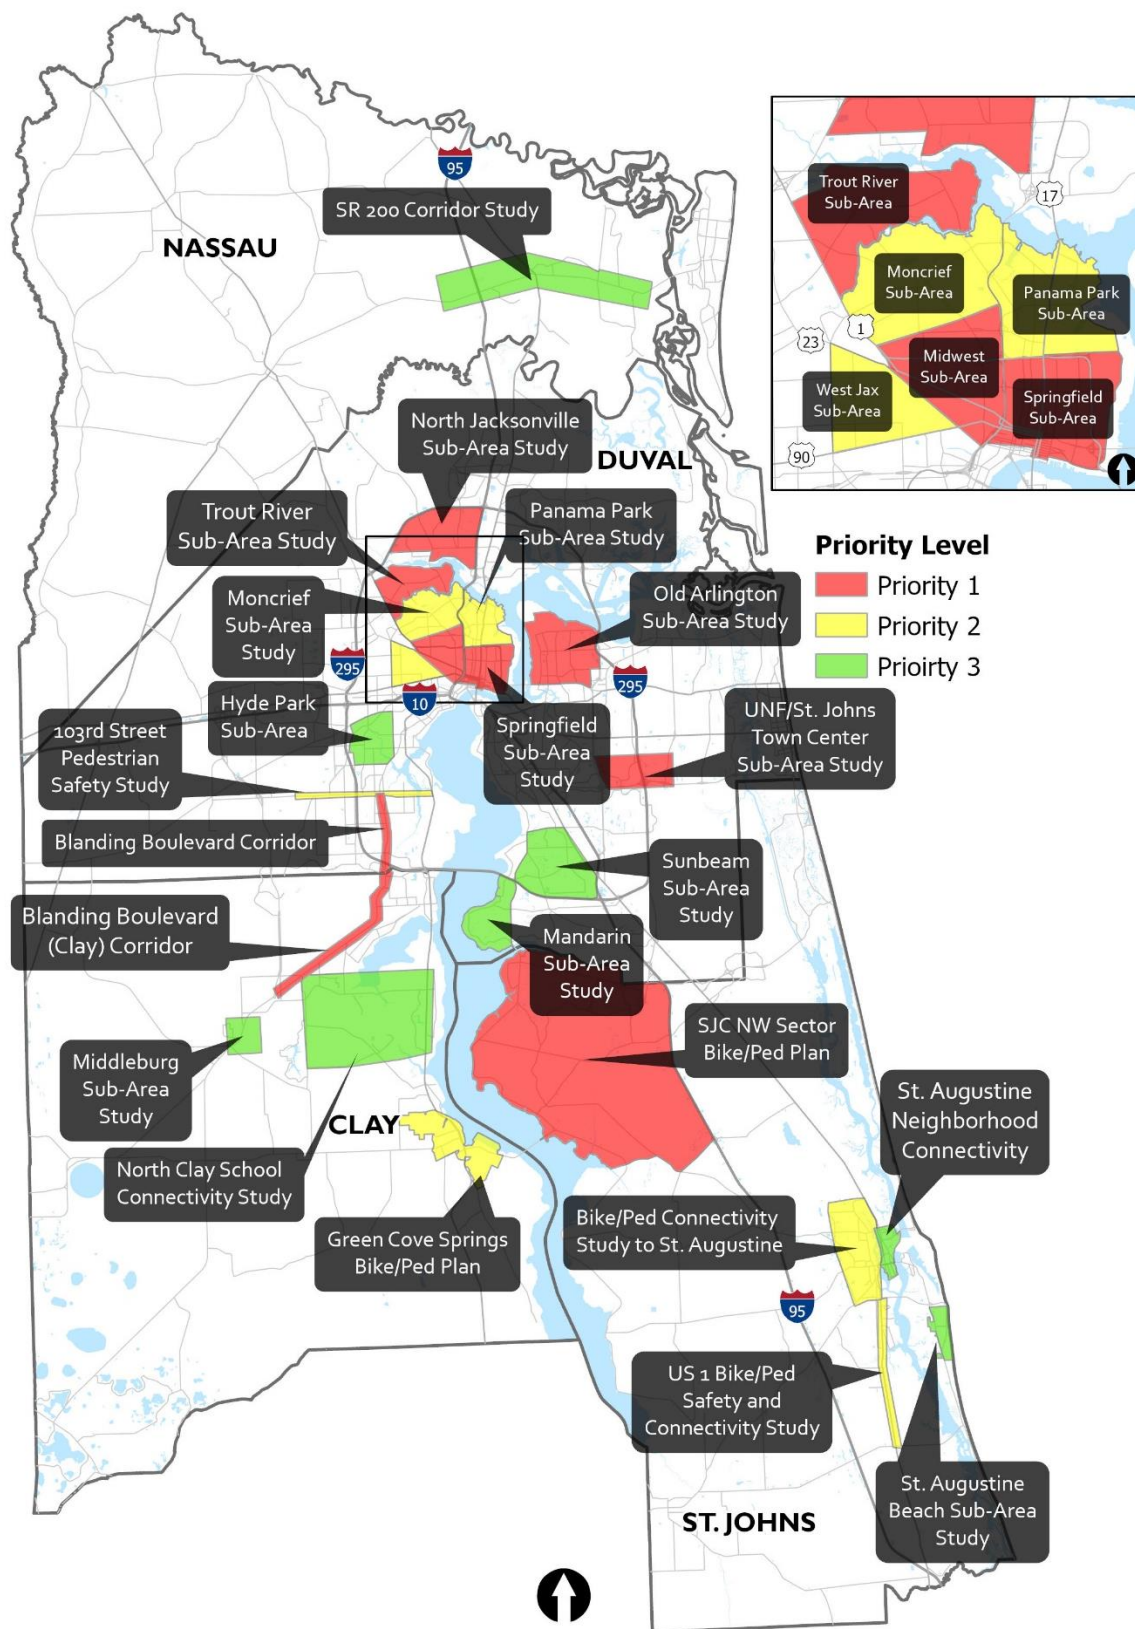 95
SR 200 Corridor Study
NASSAU
North Jacksonville
Sub-Area Study
DUVAL
Trout River
Sub-Area Study
Panama Park
Sub-Area Study
Moncrief
Sub-Area
Study
Old Arlington
Sub-Area Study
295
10
295
Hyde Park
Sub-Area
103rd Street
Pedestrian
Safety Study
Springfield
Sub-Area
Study
UNF/St. Johns
Town Center
Sub-Area Study
Blanding Boulevard Corridor
Sunbeam
Sub-Area
Study
Blanding Boulevard
(Clay) Corridor
Mandarin
Sub-Area
Study
SJC NW Sector
Bike/Ped Plan
Middleburg
Sub-Area
Study
CLAY
St. Augustine
Neighborhood
Connectivity
North Clay School
Connectivity Study
Green Cove Springs
Bike/Ped Plan
Bike/Ped Connectivity
Study to St. Augustine
95
US 1 Bike/Ped
Safety and
Connectivity Study
St. Augustine
Beach Sub-Area
Study
ST. JOHNS
Trout River
Sub-Area
17
Moncrief
Sub-Area
Panama Park
Sub-Area
23
1
Midwest
Sub-Area
West Jax
Sub-Area
Springfield
Sub-Area
90
Priority Level
Priority 1
Priority 2
Prioirty 3